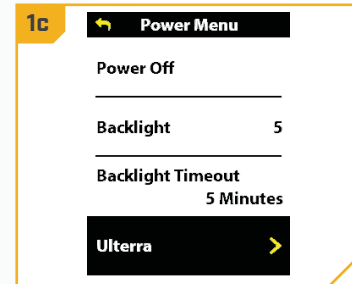 1c
Power Menu
Power Off
Backlight 5
Backlight Timeout
5 Minutes
Ulterra